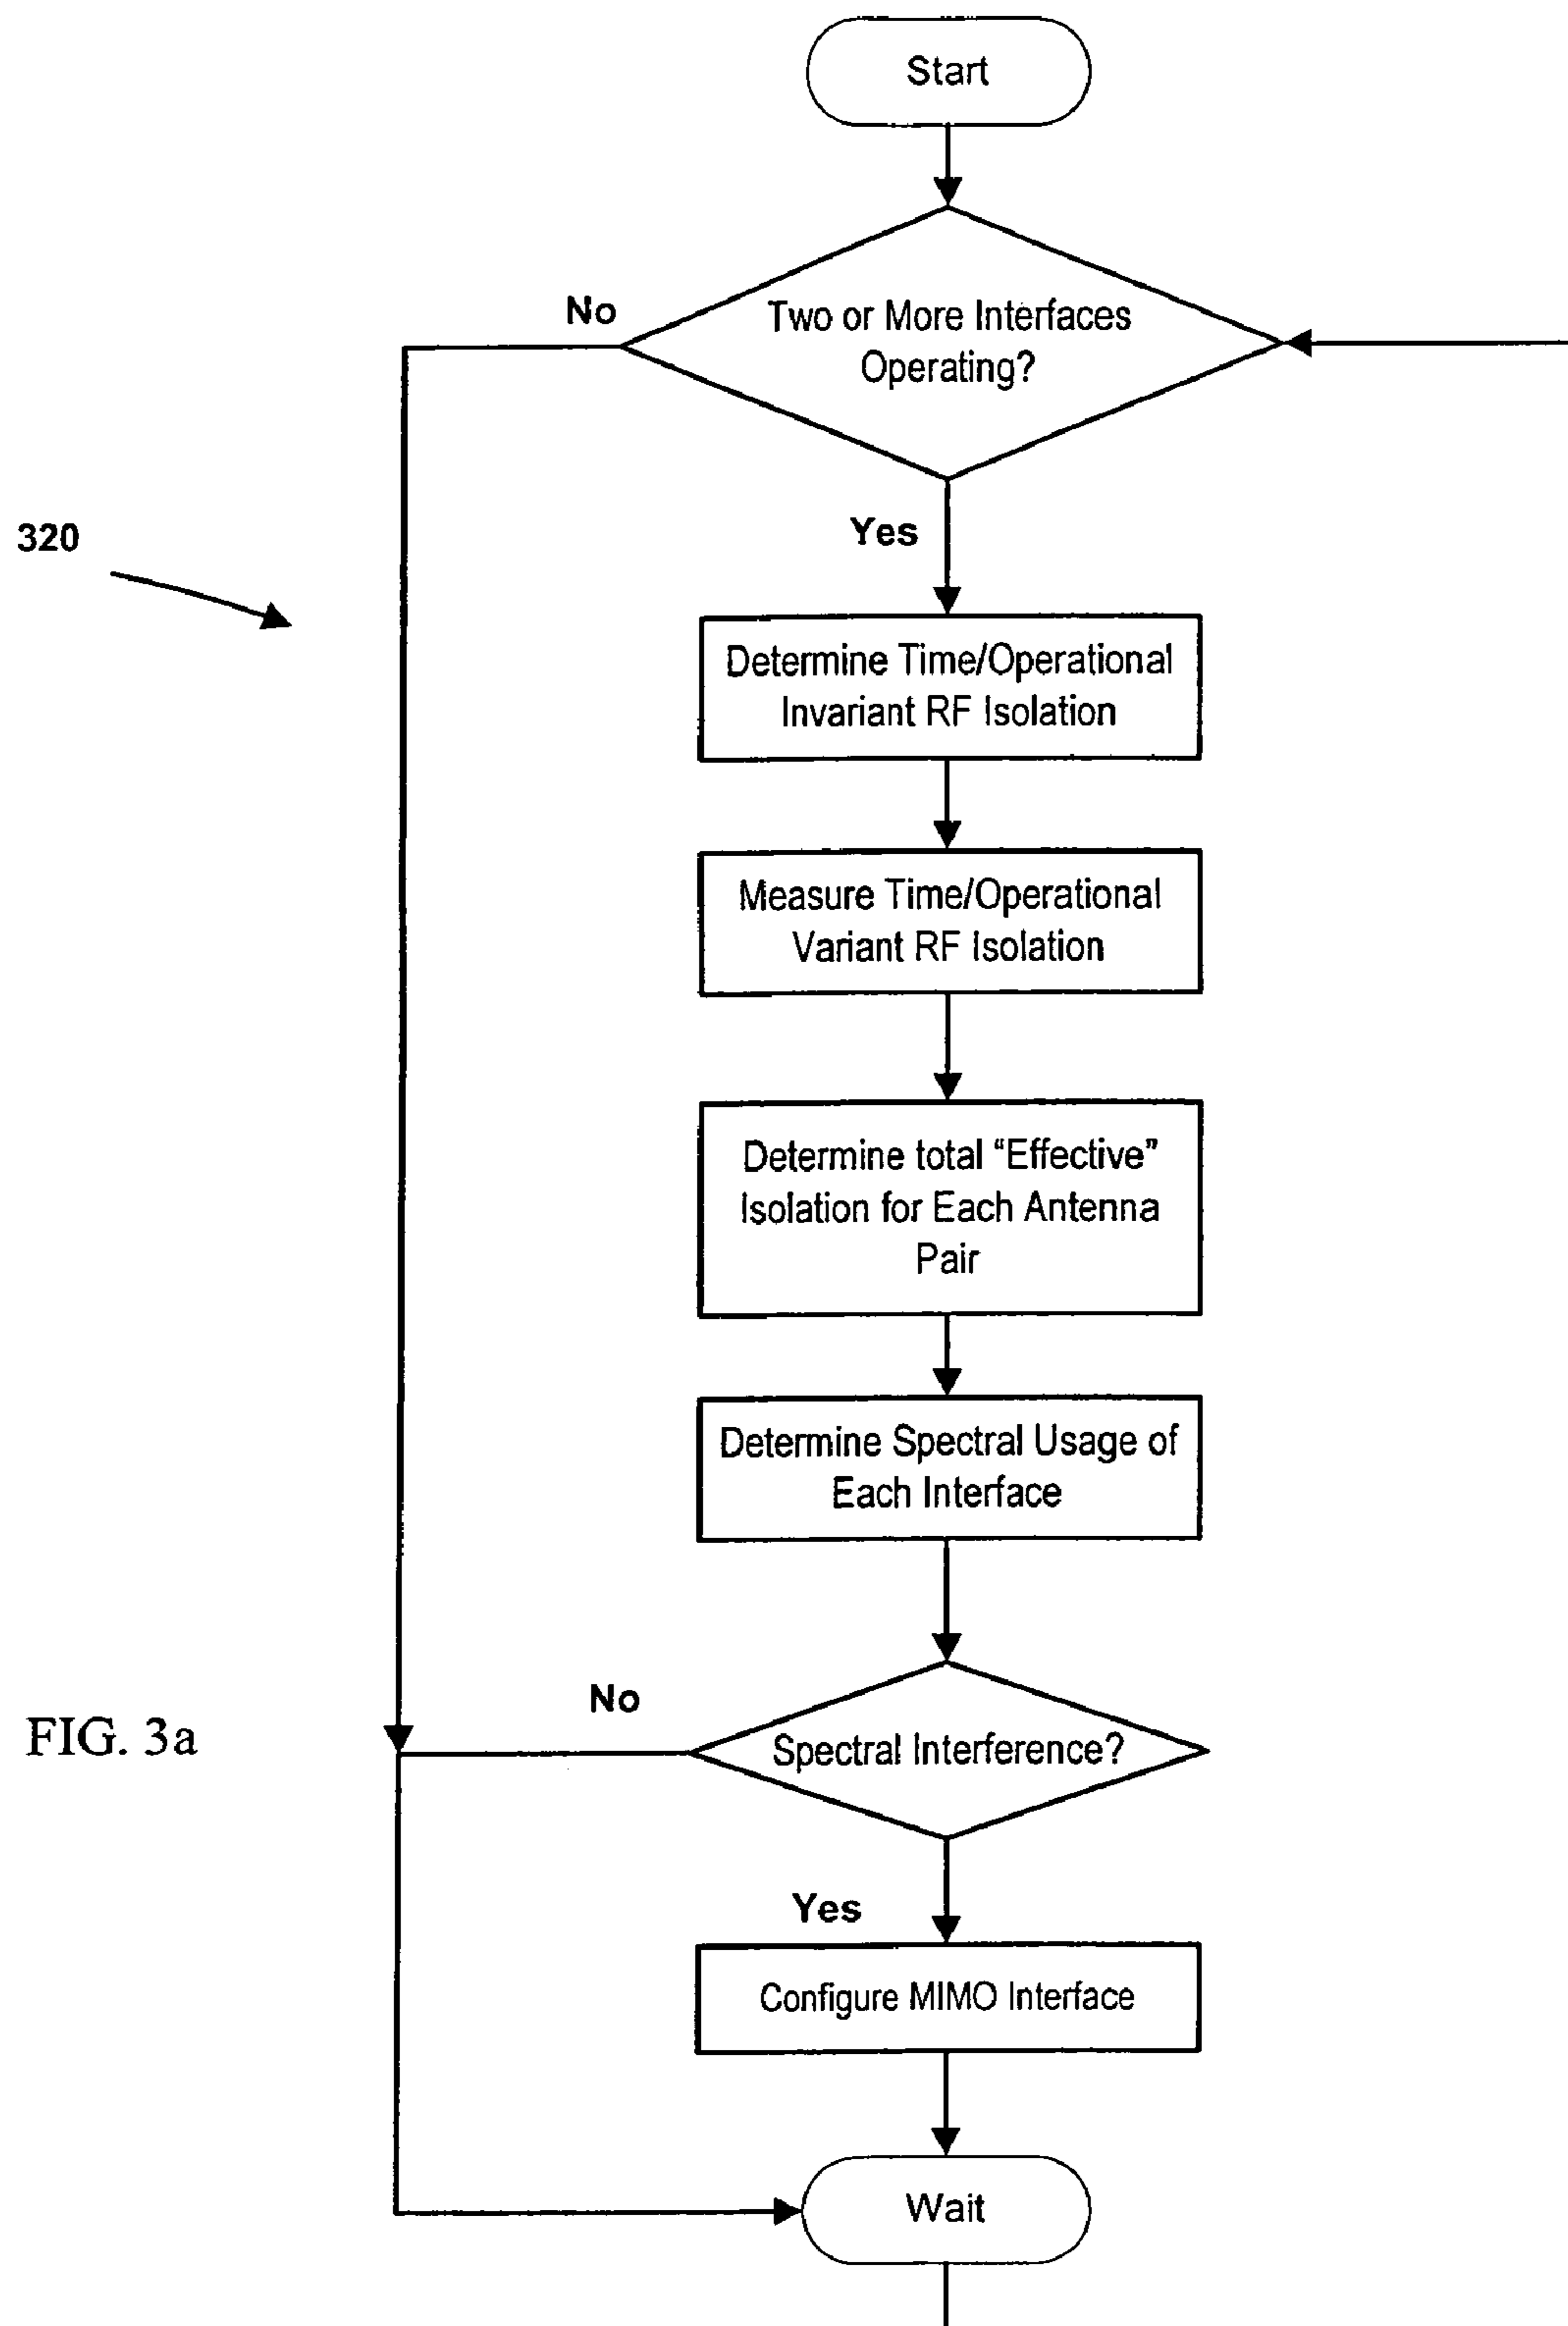 Start
No
Two or More Interfaces
Operating?
320
Yes
Determine Time/Operational
Invariant RF Isolation
Measure Time/Operational
Variant RF Isolation
Determine total “Effective”
Isolation for Each Antenna
Pair
Determine Spectral Usage of
Each Interface
No
FIG. 3a
Spectral Interference?
Yes
Configure MIMO Interface
Wait